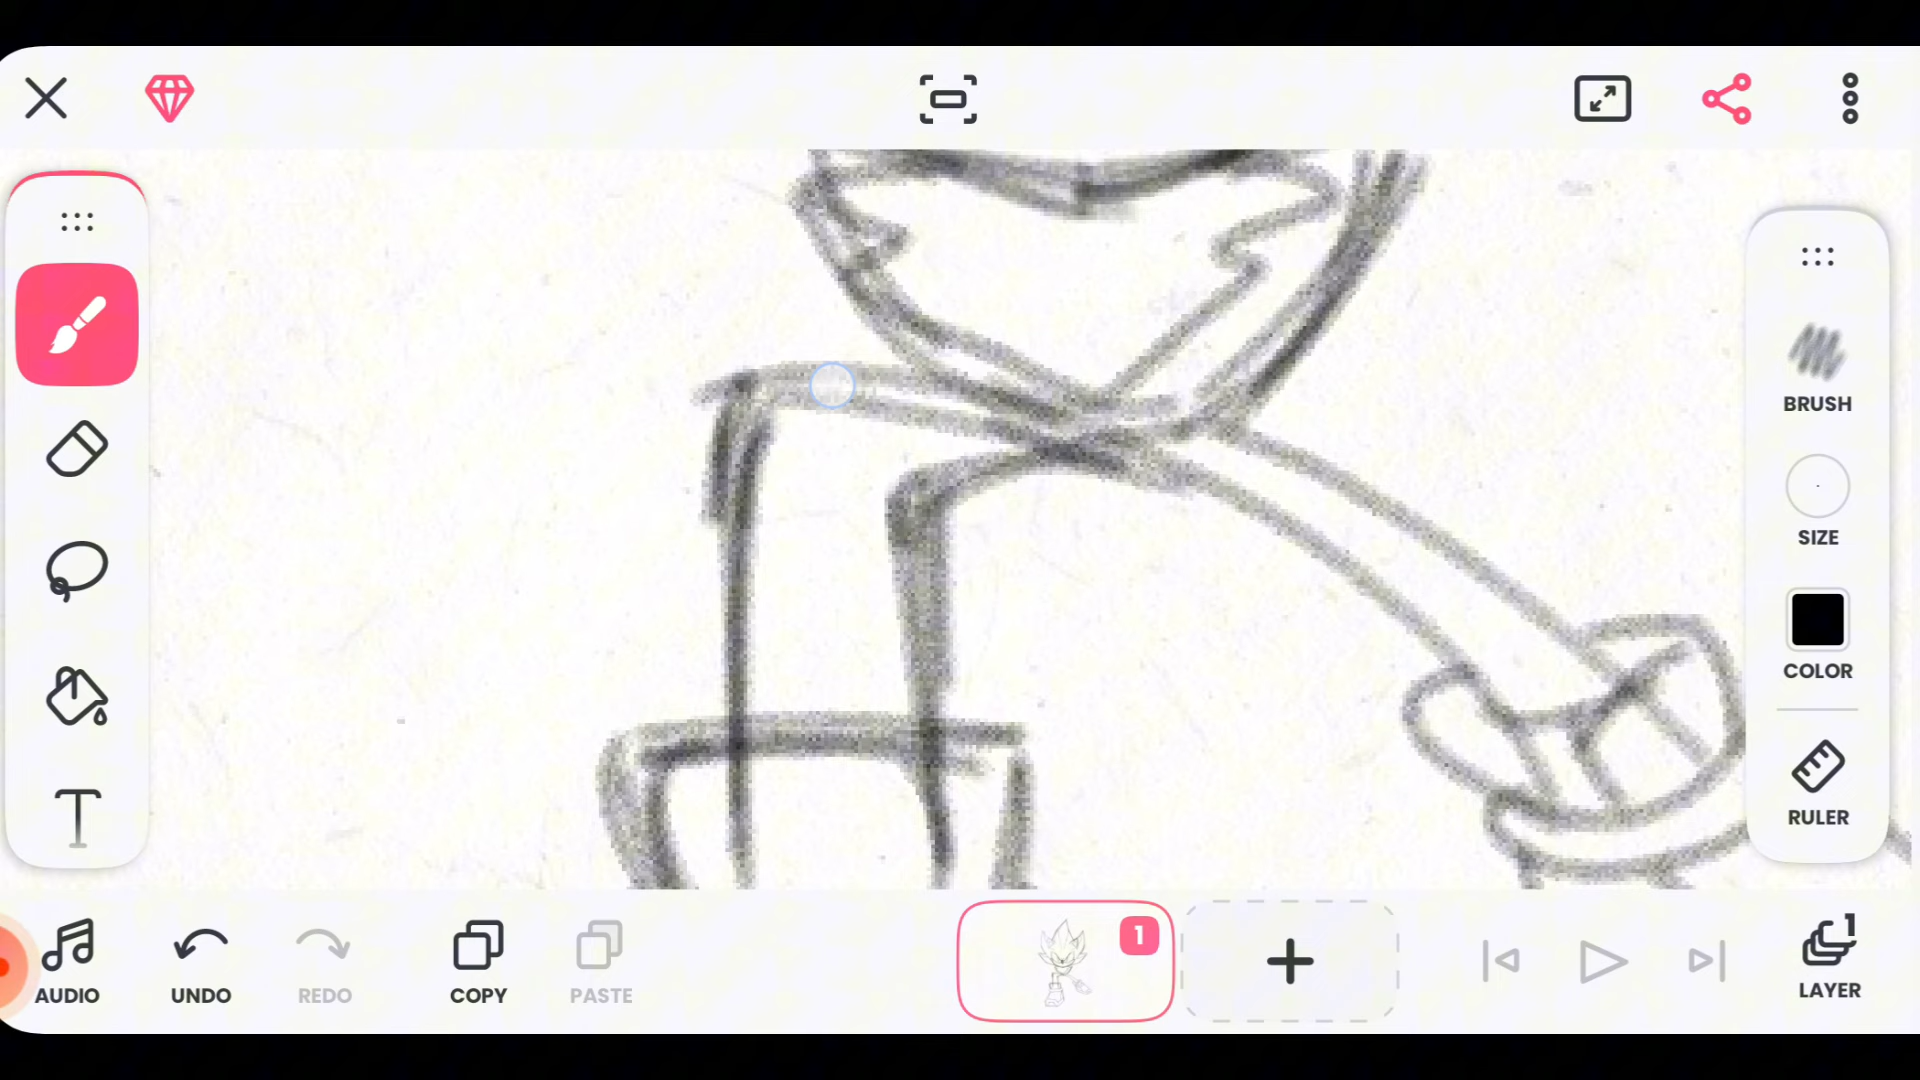 BRUSH
SIZE
COLOR
RULER
AUDIO
UNDO
REDO
COPY
PASTE
1
1
LAYER